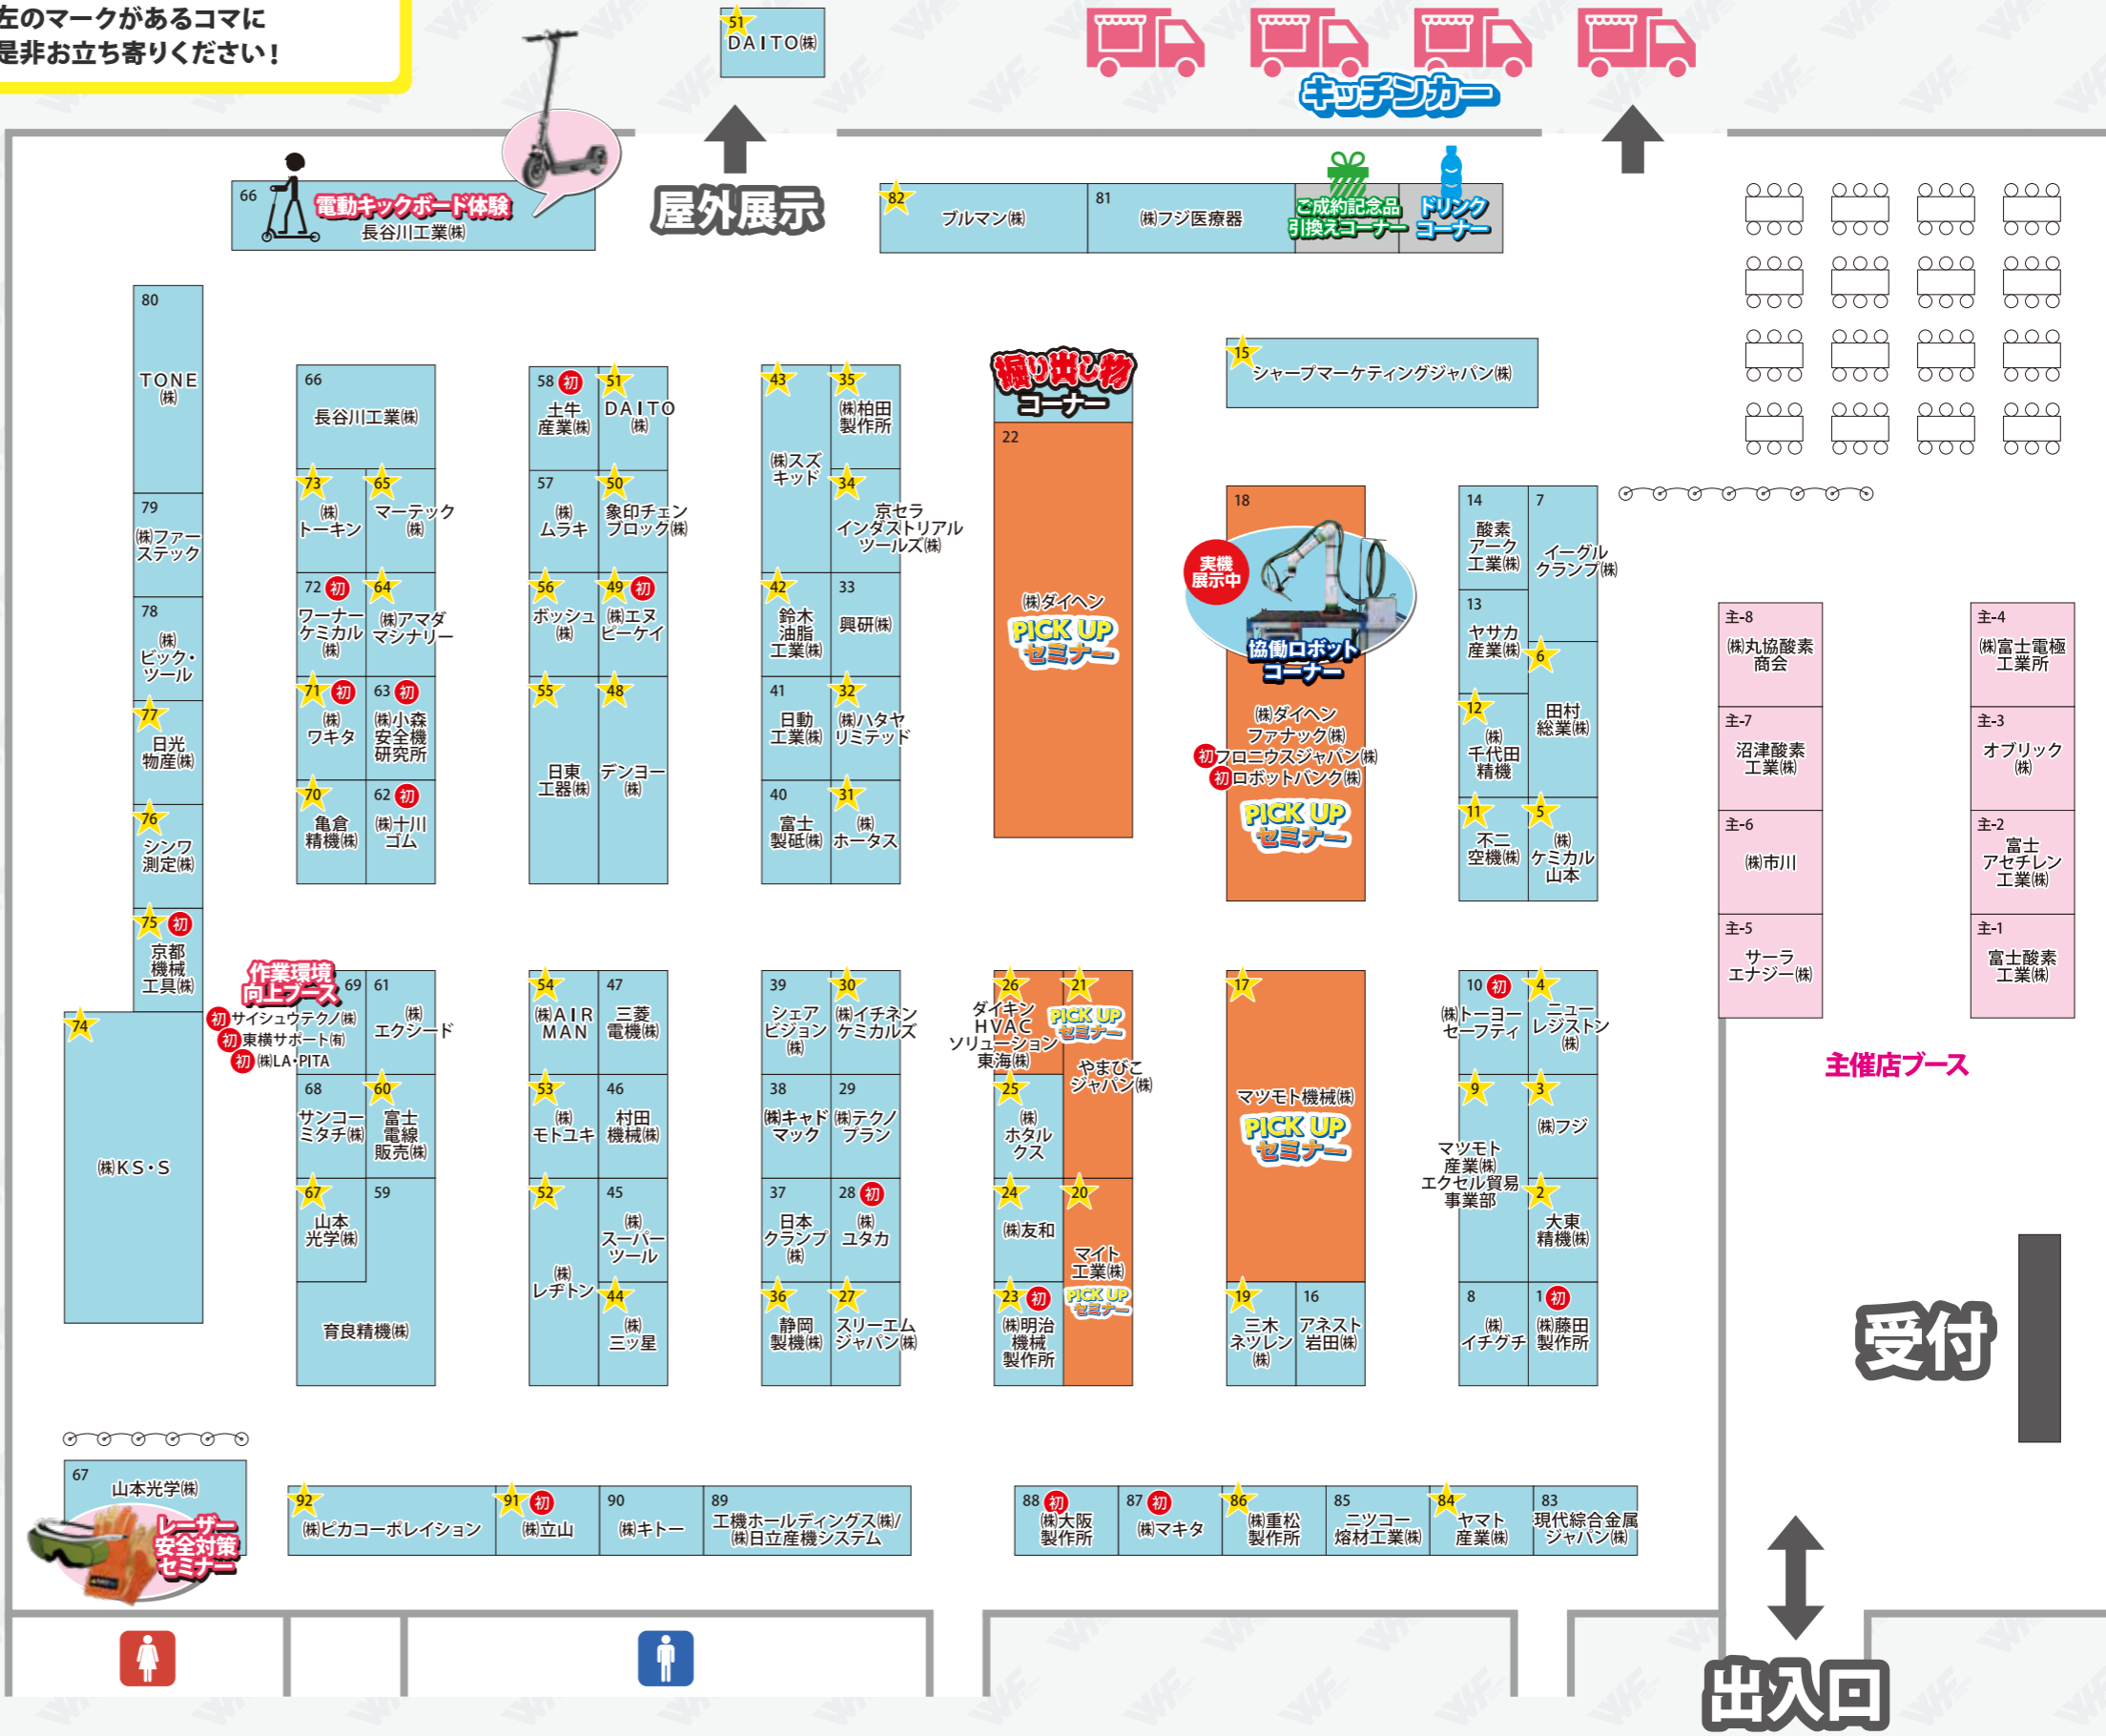 左のマークがあるコマに
是非お立ち寄りください！
51
DAITO㈱
キッチンカー
66
電動キックボード体験
長谷川工業㈱
屋外展示
82
ブルマン㈱
81
㈱フジ医療器
ご成約記念品
引換えコーナー
ドリンク
コーナー
80
TONE
㈱
79
㈱ファー
ステック
78
㈱
ビック・
ツール
77
日光
物産㈱
76
シンワ
測定㈱
75 初
京都
機械
工具㈱
74
㈱KS・S
66
長谷川工業㈱
73
㈱
トーキン
65
マーテック
㈱
72 初
ワーナー
ケミカル
㈱
64
㈱アマダ
マシナリー
71 初
㈱
ワキタ
63 初
㈱小森
安全機
研究所
70
亀倉
精機㈱
62 初
㈱十川
ゴム
58 初
土牛
産業㈱
51
DAITO
㈱
57
㈱
ムラキ
50
象印チェン
ブロック㈱
56
ボッシュ
㈱
49 初
㈱エヌ
ピーケイ
55
日東
工器㈱
48
デンヨー
㈱
43
㈱スズ
キッド
35
㈱柏田
製作所
34
京セラ
インダストリアル
ツールズ㈱
42
鈴木
油脂
工業㈱
33
興研㈱
41
日動
工業㈱
32
㈱ハタヤ
リミテッド
40
富士
製砥㈱
31
㈱
ホータス
掘り出し物
コーナー
22
㈱ダイヘン
PICK UP
セミナー
15
シャープマーケティングジャパン㈱
18
実機
展示中
協働ロボット
コーナー
㈱ダイヘン
ファナック㈱
初フロニウスジャパン㈱
初ロボットバンク㈱
PICK UP
セミナー
14
酸素
アーク
工業㈱
7
イーグル
クランプ㈱
13
ヤサカ
産業㈱
6
田村
総業㈱
12
㈱
千代田
精機
11
不二
空機㈱
5
㈱
ケミカル
山本
主-8
㈱丸協酸素
商会
主-7
沼津酸素
工業㈱
主-6
㈱市川
主-5
サーラ
エナジー㈱
主-4
㈱富士電極
工業所
主-3
オブリック
㈱
主-2
富士
アセチレン
工業㈱
主-1
富士酸素
工業㈱
主催店ブース
作業環境
向上ブース
69
初サイシュウテクノ㈱
初東横サポート㈲
初㈱LA・PITA
61
㈱
エクシード
68
サンコー
ミタチ㈱
60
富士
電線
販売㈱
67
山本
光学㈱
59
育良精機㈱
54
㈱AIR
MAN
47
三菱
電機㈱
53
㈱
モトユキ
46
村田
機械㈱
52
㈱
レヂトン
45
㈱
スーパー
ツール
44
㈱
三ッ星
39
シェア
ビジョン
㈱
30
㈱イチネン
ケミカルズ
38
㈱キャド
マック
29
㈱テクノ
プラン
37
日本
クランプ
㈱
28 初
㈱
ユタカ
36
静岡
製機㈱
27
スリーエム
ジャパン㈱
26
ダイキン
HVAC
ソリューション
東海㈱
21
PICK UP
セミナー
やまびこ
ジャパン㈱
25
㈱
ホタル
クス
24
㈱友和
20
マイト
工業㈱
PICK UP
セミナー
23 初
㈱明治
機械
製作所
17
マツモト機械㈱
PICK UP
セミナー
19
三木
ネツレン
㈱
16
アネスト
岩田㈱
10 初
㈱トーヨー
セーフティ
4
ニュー
レジストン
㈱
9
マツモト
産業㈱
エクセル貿易
事業部
3
㈱フジ
2
大東
精機㈱
8
㈱
イチグチ
1 初
㈱藤田
製作所
受付
67
山本光学㈱
レーザー
安全対策
セミナー
92
㈱ピカコーポレイション
91 初
㈱立山
90
㈱キトー
89
工機ホールディングス㈱/
㈱日立産機システム
88 初
㈱大阪
製作所
87 初
㈱マキタ
86
㈱重松
製作所
85
ニツコー
熔材工業㈱
84
ヤマト
産業㈱
83
現代綜合金属
ジャパン㈱
出入口